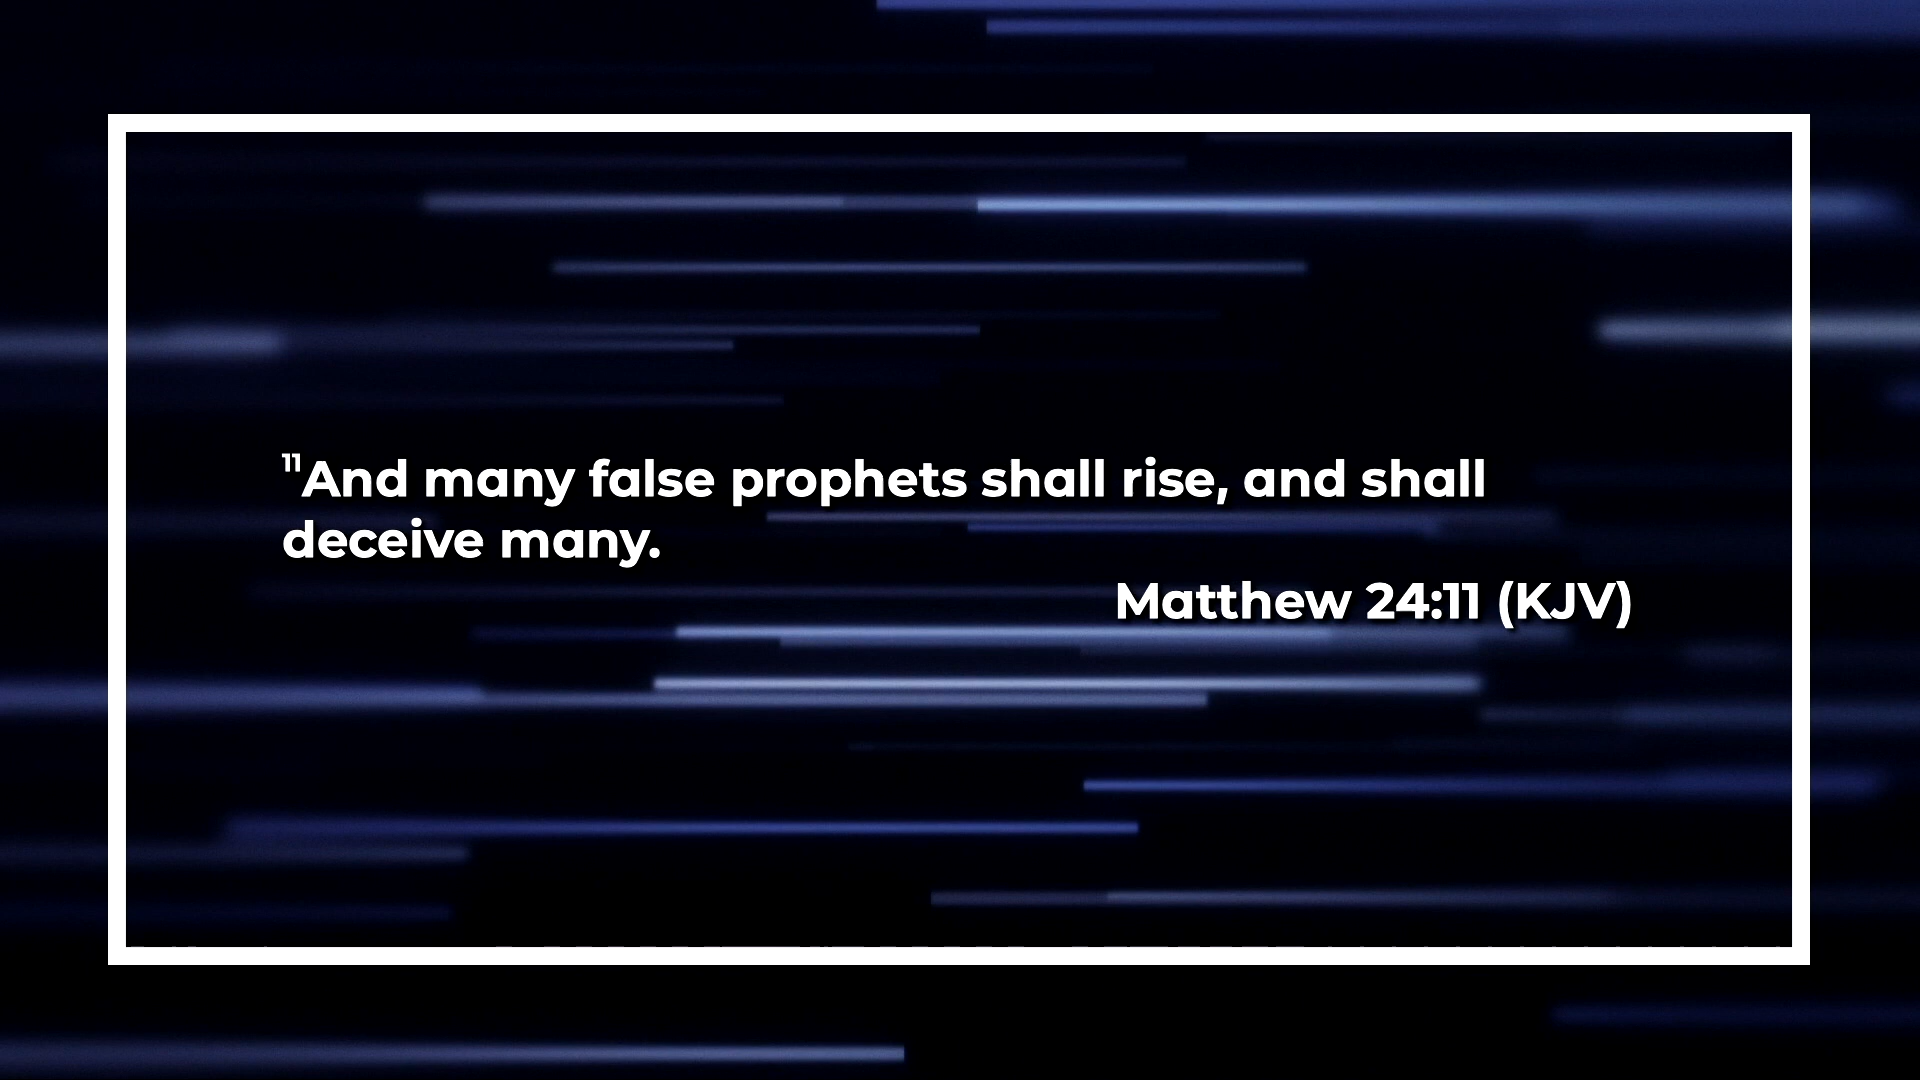 ¹¹And many false prophets shall rise, and shall
deceive many.
Matthew 24:11 (KJV)